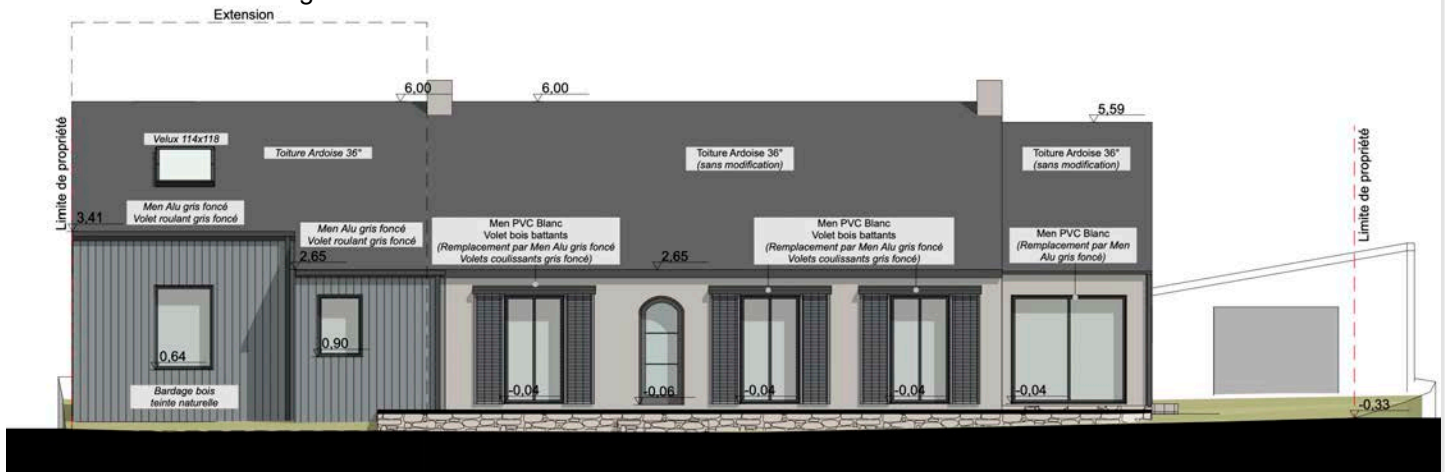 Extension
6,00
6,00
5,59
Limite de propriété
Velux 114x118
Toiture Ardoise 36°
Toiture Ardoise 36°
(sans modification)
Toiture Ardoise 36°
(sans modification)
Limite de propriété
Men Alu gris foncé
Volet roulant gris foncé
3,41
Men Alu gris foncé
Volet roulant gris foncé
Men PVC Blanc
Volet bois battants
(Remplacement par Men Alu gris foncé
Volets coulissants gris foncé)
Men PVC Blanc
Volet bois battants
(Remplacement par Men Alu gris foncé
Volets coulissants gris foncé)
Men PVC Blanc
(Remplacement par Men
Alu gris foncé)
2,65
2,65
0,64
0,90
Bardage bois
teinte naturelle
-0,04
-0,06
-0,04
-0,04
-0,04
-0,33